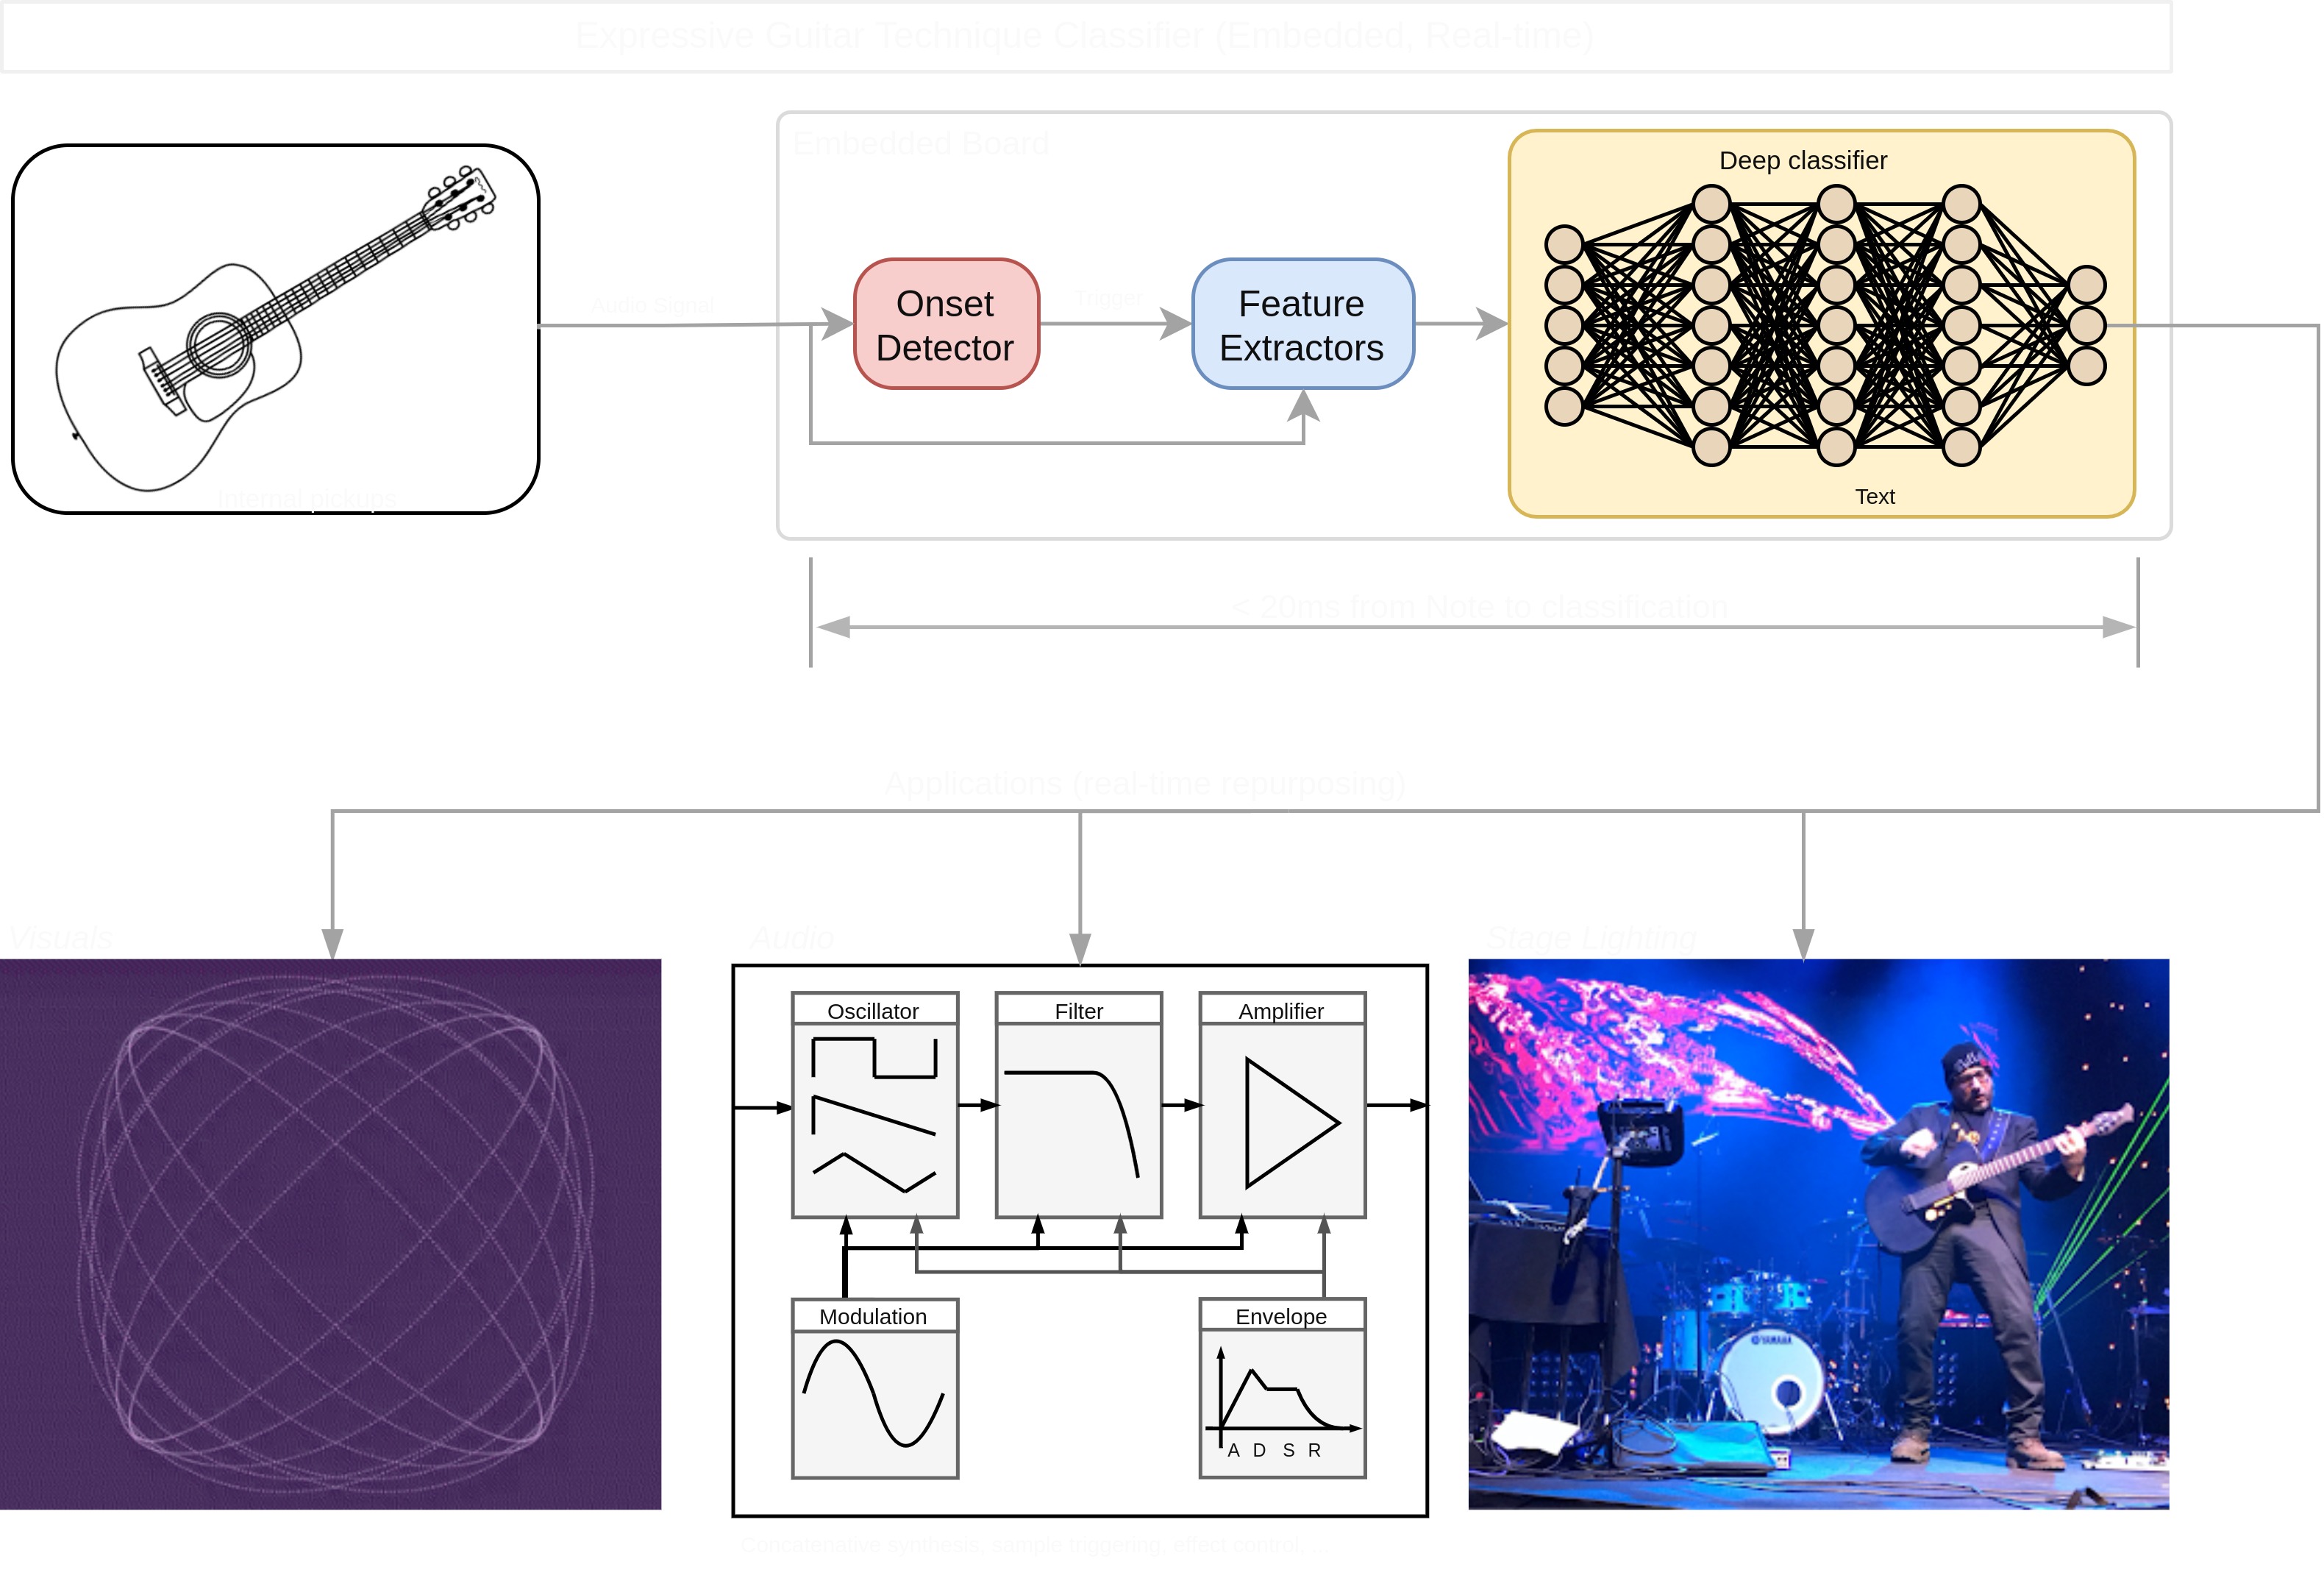 Expressive Guitar Technique Classifier (Embedded, Real-time)
Embedded Board
Deep classifier
Audio Signal
Onset
Detector
Trigger
Feature
Extractors
Internal pickups
Text
< 20ms from Note to classification
Applications (real-time repurposing)
Visuals
Audio
Stage Lighting
Oscillator
Filter
Amplifier
Modulation
Envelope
A D S R
YAMAHA
Concatenative synthesis, sample triggering, effect control, ...